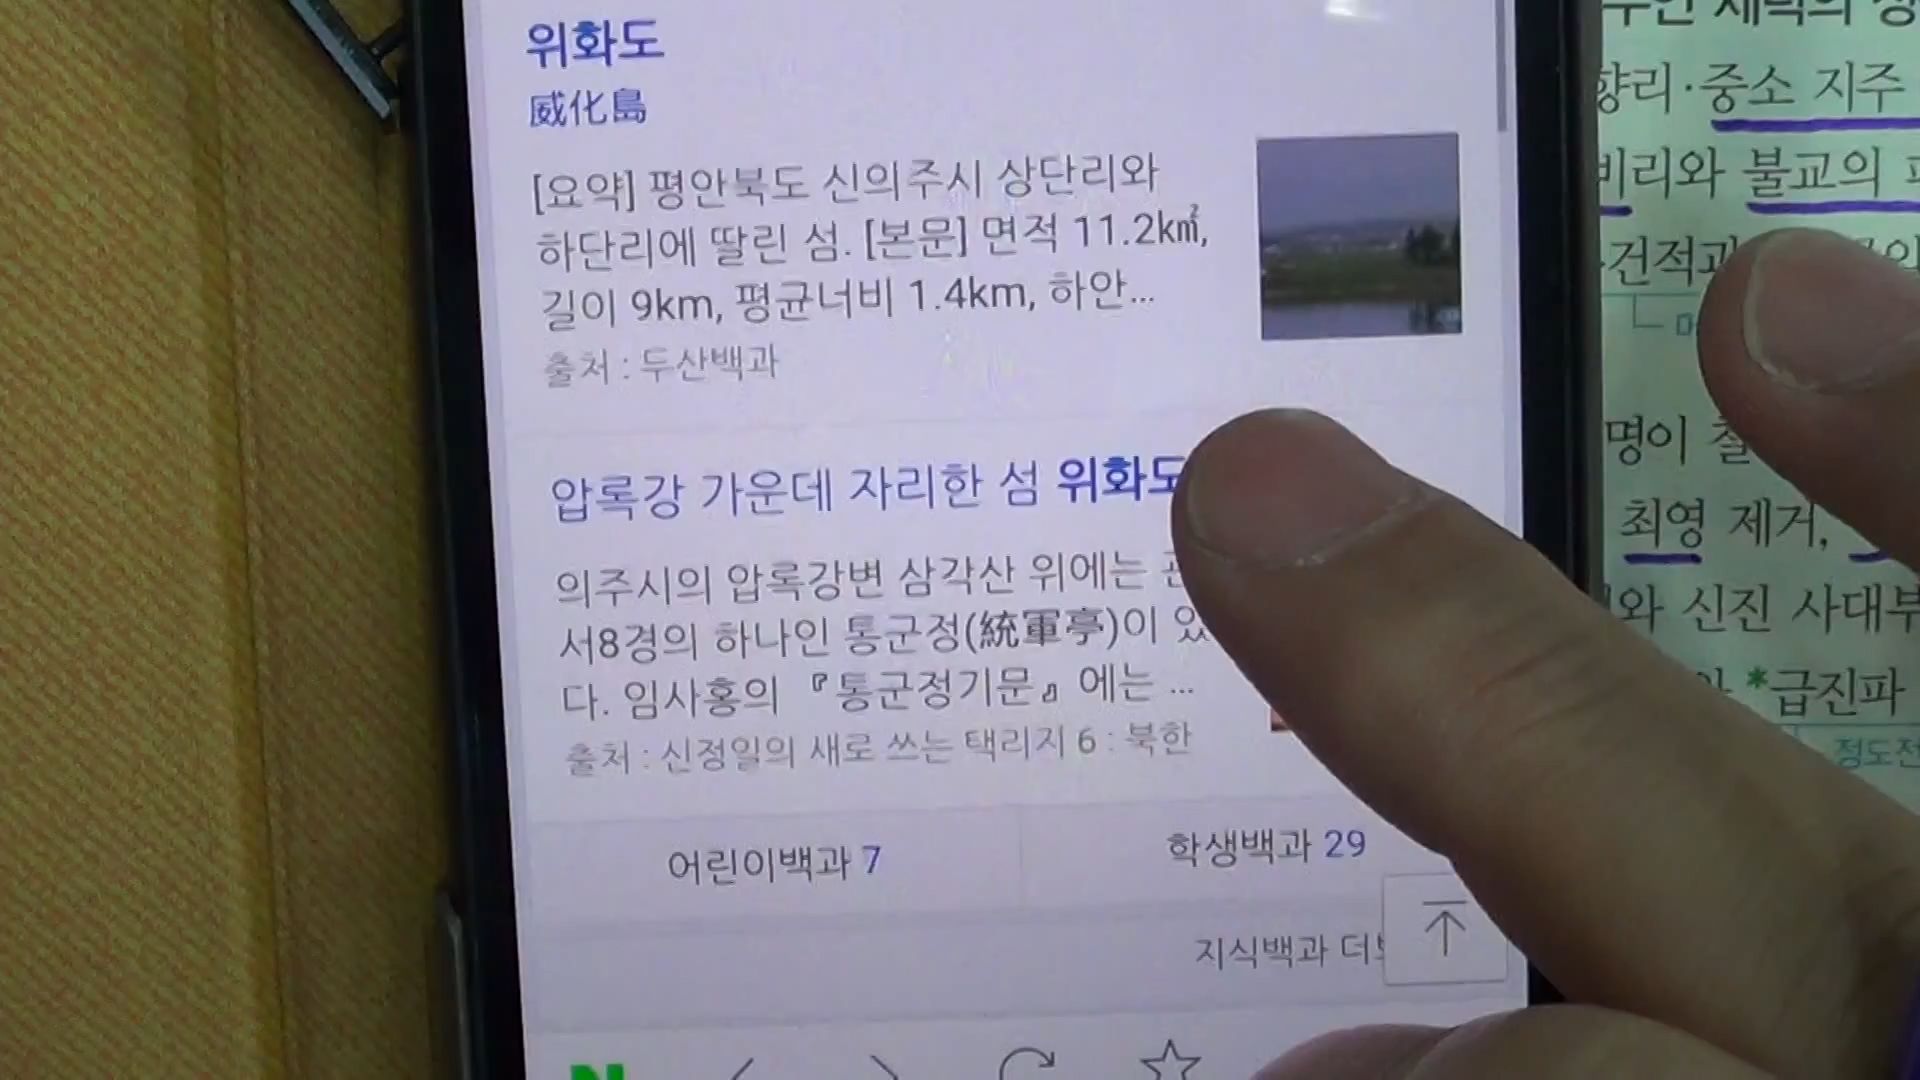 위화도
威化島
[요약] 평안북도 신의주시 상단리와
하단리에 딸린 섬. [본문] 면적 11.2㎢,
길이 9km, 평균너비 1.4km, 하안...
출처 : 두산백과
압록강 가운데 자리한 섬 위화도
의주시의 압록강변 삼각산 위에는
서8경의 하나인 통군정(統軍亭)이 있
다. 임사홍의 『통군정기문』에는 ...
출처 : 신정일의 새로 쓰는 택리지 6 : 북한
어린이백과 7
학생백과 29
지식백과 더보
N
향리·중소 지주
비리와 불교의
건적과
명이
최영 제거,
와 신진 사대부
*급진파
정도전